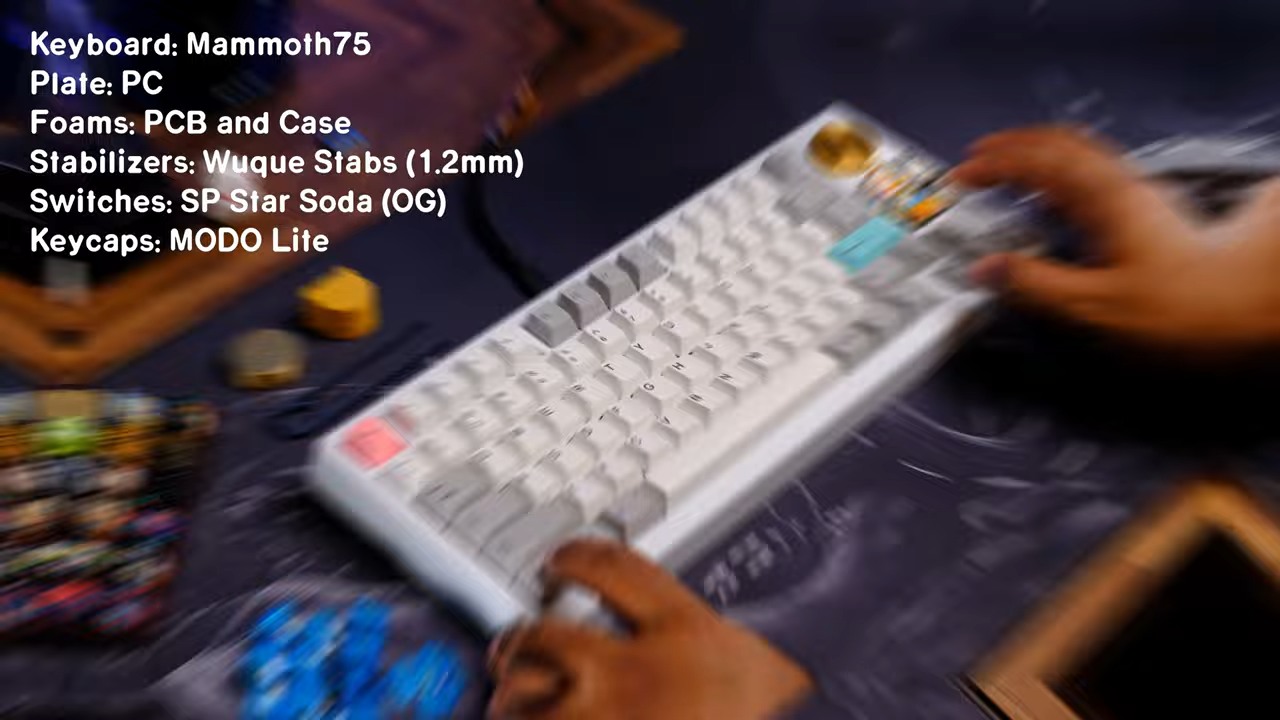 Keyboard: Mammoth75
Plate: PC
Foams: PCB and Case
Stabilizers: Wuque Stabs (1.2mm)
Switches: SP Star Soda (OG)
Keycaps: MODO Lite
T Y
G H
N